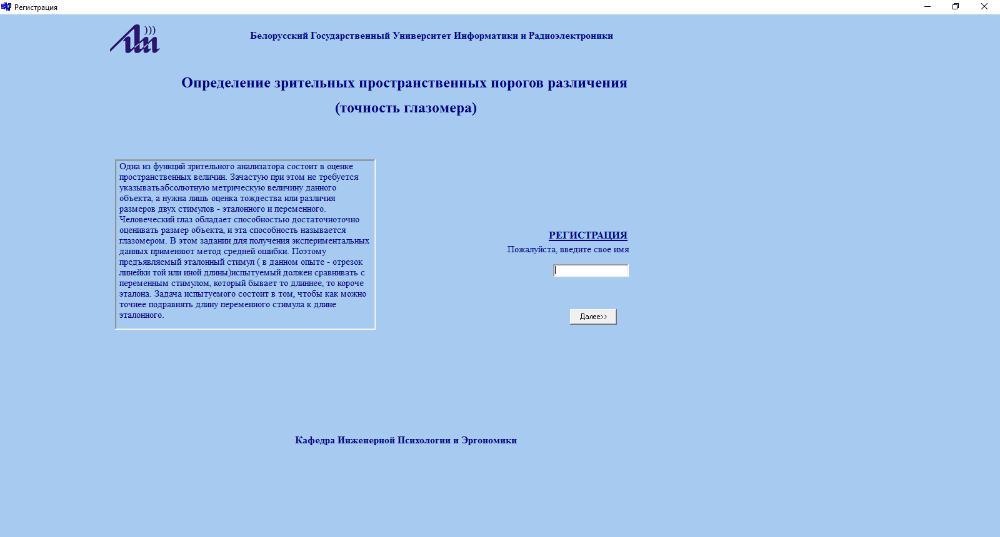 Регистрация
Белорусский Государственный Университет Информатики и Радиоэлектроники
Определение зрительных пространственных порогов различения
(точность глазомера)
Одна из функций зрительного анализатора состоит в оценке
пространственных величин. Зачастую при этом не требуется
указыватьабсолютную метрическую величину данного
объекта, а нужна лишь оценка тождества или различия
размеров двух стимулов - эталонного и переменного.
Человеческий глаз обладает способностью достаточноточно
оценивать размер объекта, и эта способность называется
глазомером. В этом задании для получения экспериментальных
данных применяют метод средней ошибки. Поэтому
предъявляемый эталонный стимул ( в данном опыте - отрезок
линейки той или иной длины)испытуемый должен сравнивать с
переменным стимулом, который бывает то длиннее, то короче
эталона. Задача испытуемого состоит в том, чтобы как можно
точнее подравнять длину переменного стимула к длине
эталонного.
РЕГИСТРАЦИЯ
Пожалуйста, введите свое имя
Далее>>
Кафедра Инженерной Психологии и Эргономики